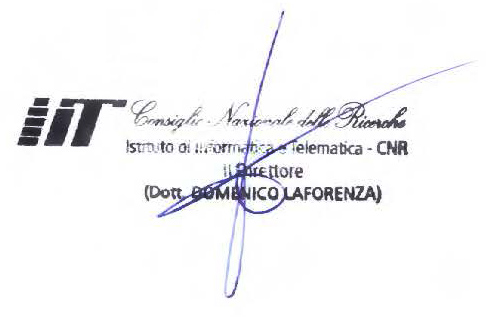 IIT
Consiglio Nazionale delle Ricerche
Istituto di Informatica e Telematica - CNR
Il Direttore
(Dott. DOMENICO LAFORENZA)